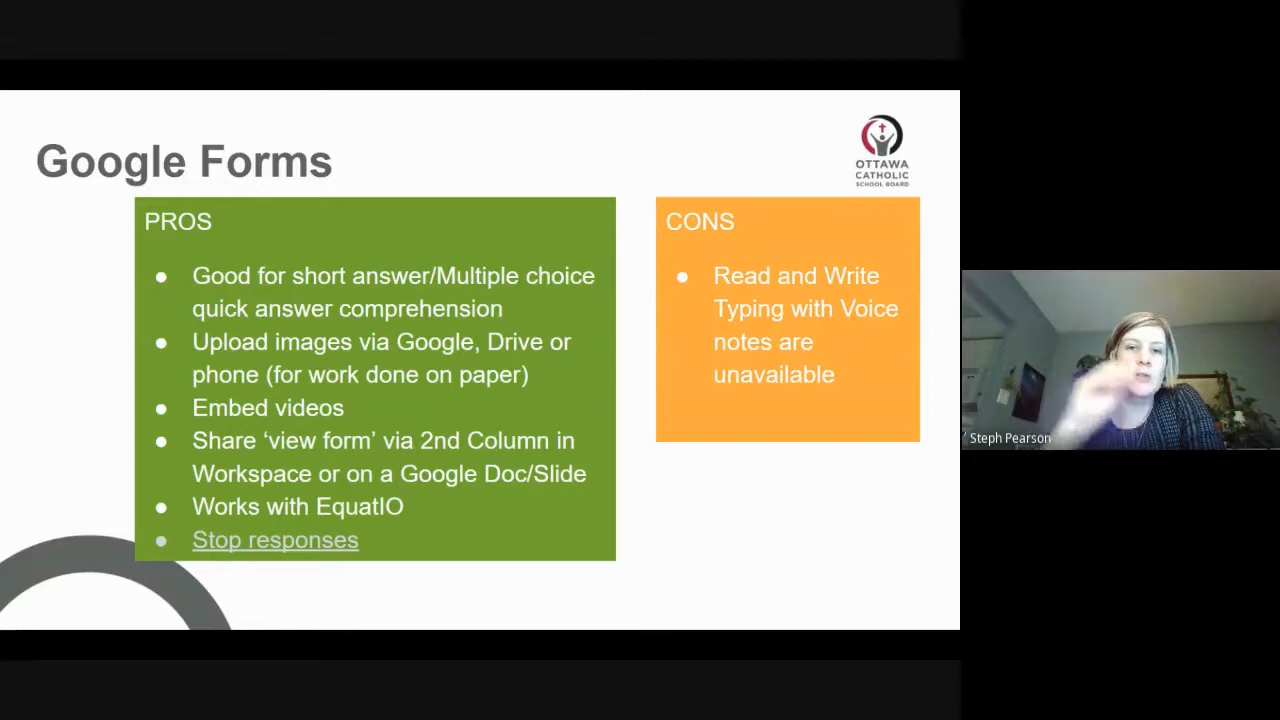 Google Forms
OTTAWA
CATHOLIC
SCHOOL BOARD
PROS
● Good for short answer/Multiple choice
quick answer comprehension
● Upload images via Google, Drive or
phone (for work done on paper)
● Embed videos
● Share ‘view form’ via 2nd Column in
Workspace or on a Google Doc/Slide
● Works with EquatIO
● Stop responses
CONS
● Read and Write
Typing with Voice
notes are
unavailable
Steph Pearson